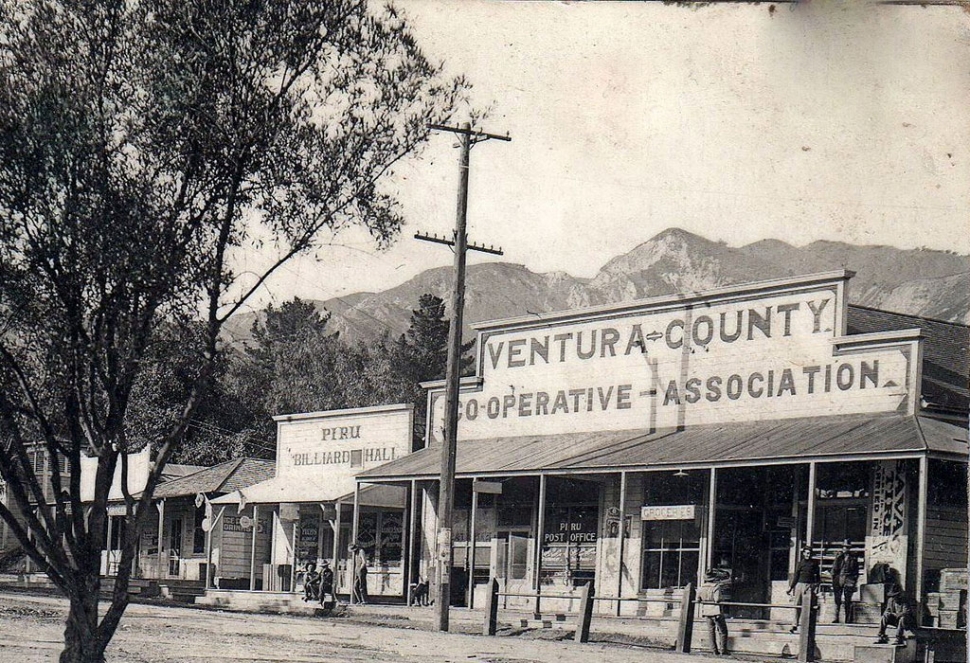 VENTURA-COUNTY
CO-OPERATIVE-ASSOCIATION.
PIRU
BILLIARD HALL
GROCERIES
PIRU
POST OFFICE